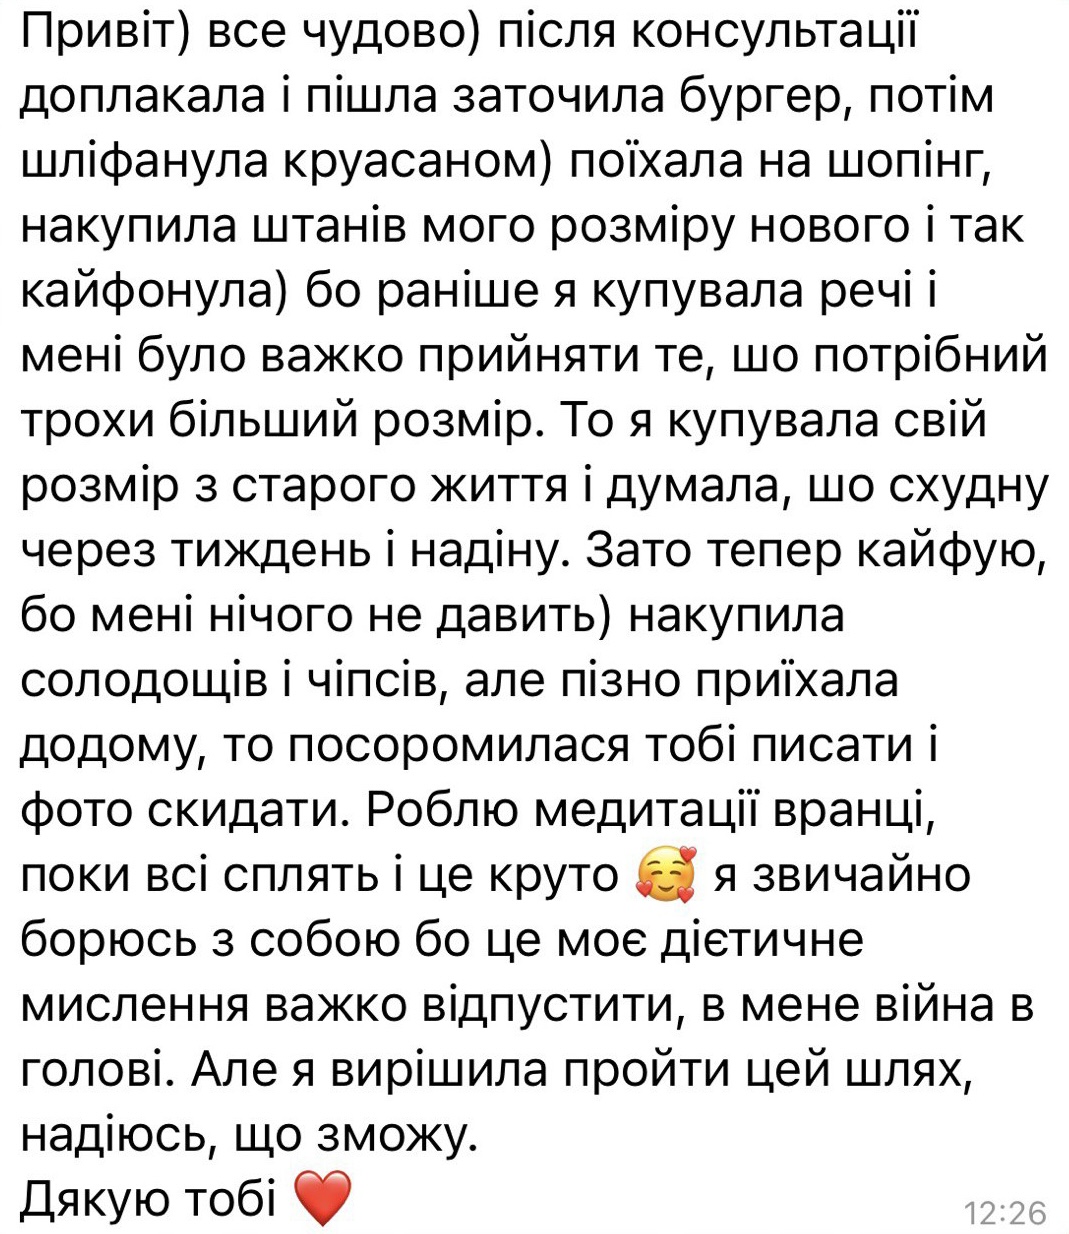 Привіт) все чудово) після консультації
доплакала і пішла заточила бургер, потім
шліфанула круасаном) поїхала на шопінг,
накупила штанів мого розміру нового і так
кайфонула) бо раніше я купувала речі і
мені було важко прийняти те, шо потрібний
трохи більший розмір. То я купувала свій
розмір з старого життя і думала, шо схудну
через тиждень і надіну. Зато тепер кайфую,
бо мені нічого не давить) накупила
солодощів і чіпсів, але пізно приїхала
додому, то посоромилася тобі писати і
фото скидати. Роблю медитації вранці,
поки всі сплять і це круто 🥰 я звичайно
борюсь з собою бо це моє дієтичне
мислення важко відпустити, в мене війна в
голові. Але я вирішила пройти цей шлях,
надіюсь, що зможу.
Дякую тобі ❤️
12:26